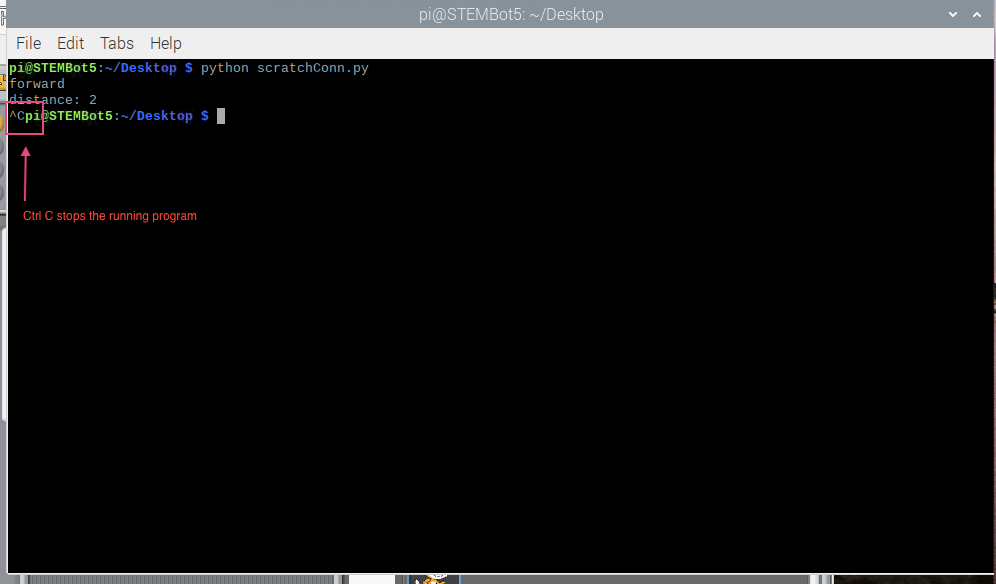 pi@STEMBot5: ~/Desktop
File Edit Tabs Help
pi@STEMBot5:~/Desktop $ python scratchConn.py
forward
distance: 2
^Cpi@STEMBot5:~/Desktop $
Ctrl C stops the running program